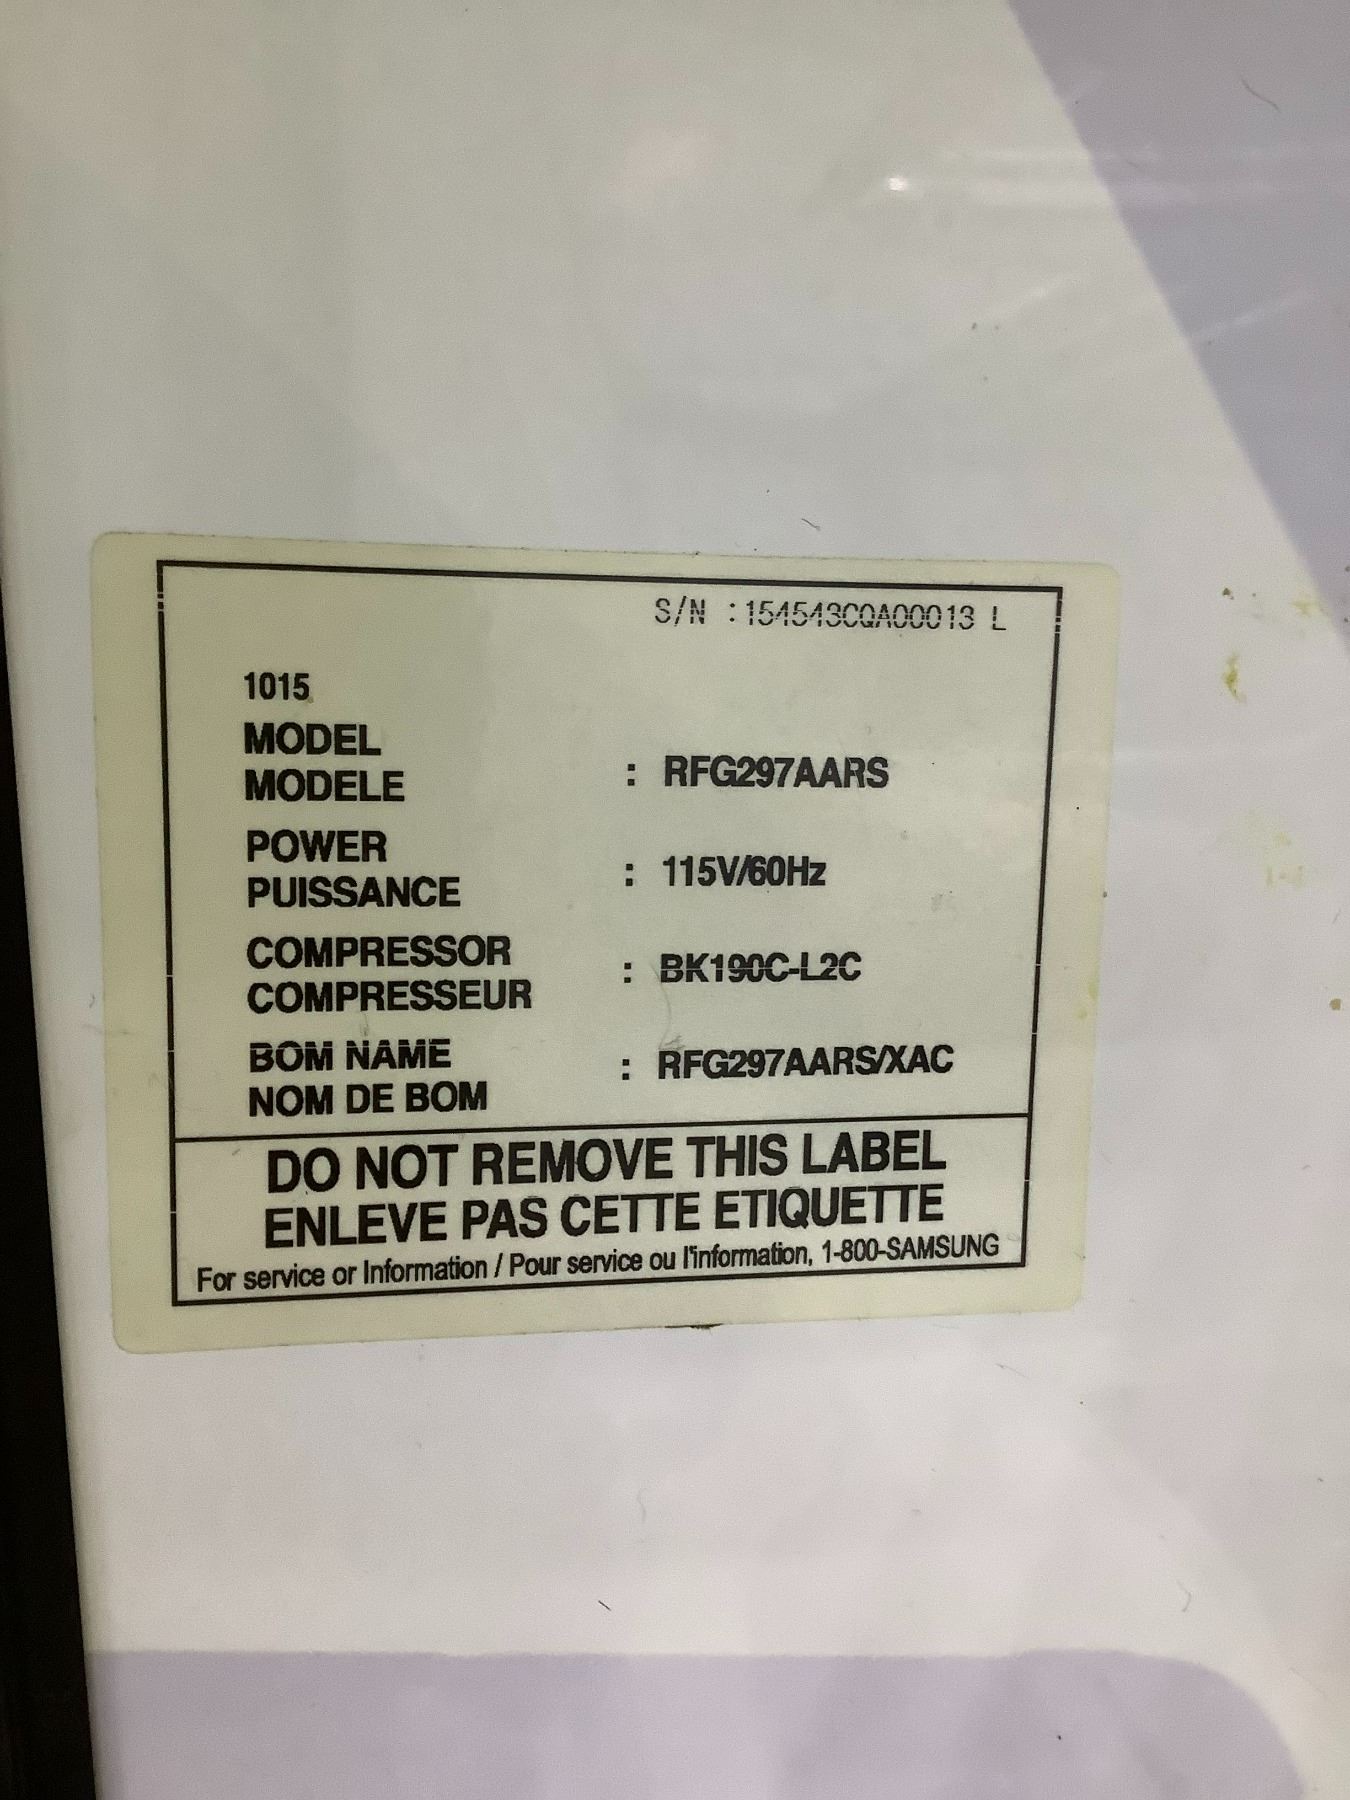 S/N :154543CQA00013 L
1015
MODEL
MODELE : RFG297AARS
POWER
PUISSANCE : 115V/60Hz
COMPRESSOR
COMPRESSEUR : BK190C-L2C
BOM NAME
NOM DE BOM : RFG297AARS/XAC
DO NOT REMOVE THIS LABEL
ENLEVE PAS CETTE ETIQUETTE
For service or Information / Pour service ou l'information, 1-800-SAMSUNG